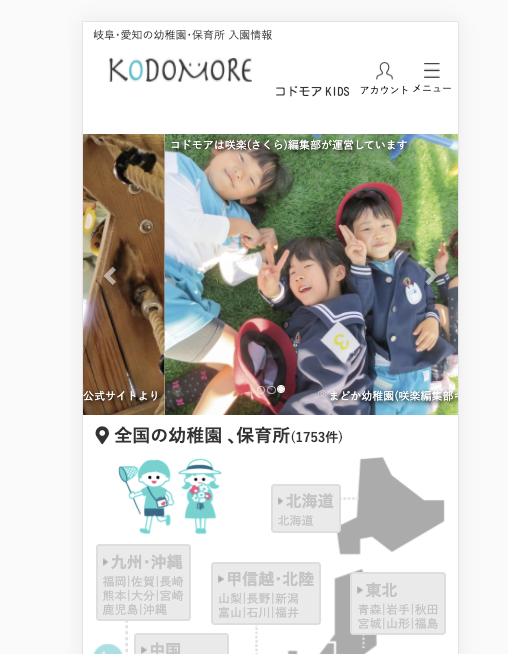 岐阜・愛知の幼稚園・保育所 入園情報
KODOMORE
コドモア KIDS
アカウント
メニュー
コドモアは咲楽(さくら)編集部が運営しています
公式サイトより
まどか幼稚園(咲楽編集部
全国の幼稚園、保育所(1753件)
北海道
北海道
九州・沖縄
福岡|佐賀|長崎
熊本|大分|宮崎
鹿児島|沖縄
甲信越・北陸
山梨|長野|新潟
富山|石川|福井
東北
青森|岩手|秋田
宮城|山形|福島
中国